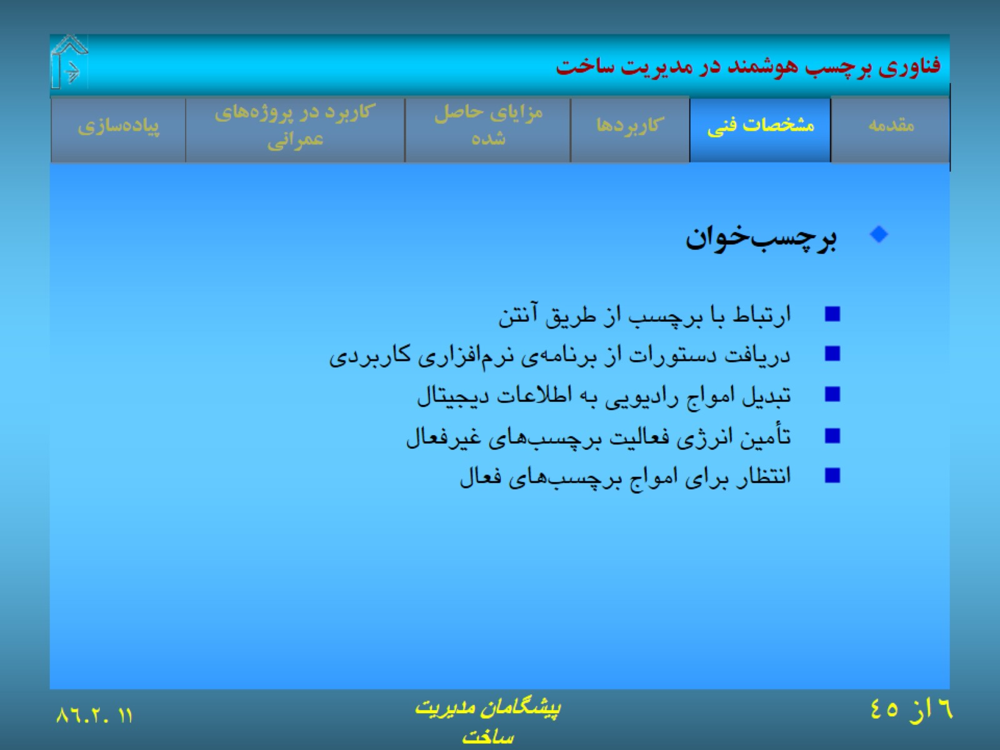 فناوری برچسب هوشمند در مدیریت ساخت
مقدمه
مشخصات فنی
کاربردها
مزایای حاصل
شده
کاربرد در پروژه‌های
عمرانی
پیاده‌سازی
برچسب‌خوان
ارتباط با برچسب از طریق آنتن
دریافت دستورات از برنامه‌ی نرم‌افزاری کاربردی
تبدیل امواج رادیویی به اطلاعات دیجیتال
تأمین انرژی فعالیت برچسب‌های غیرفعال
انتظار برای امواج برچسب‌های فعال
٦ از ٤٥
پیشگامان مدیریت
ساخت
٨٦.٢. ١١